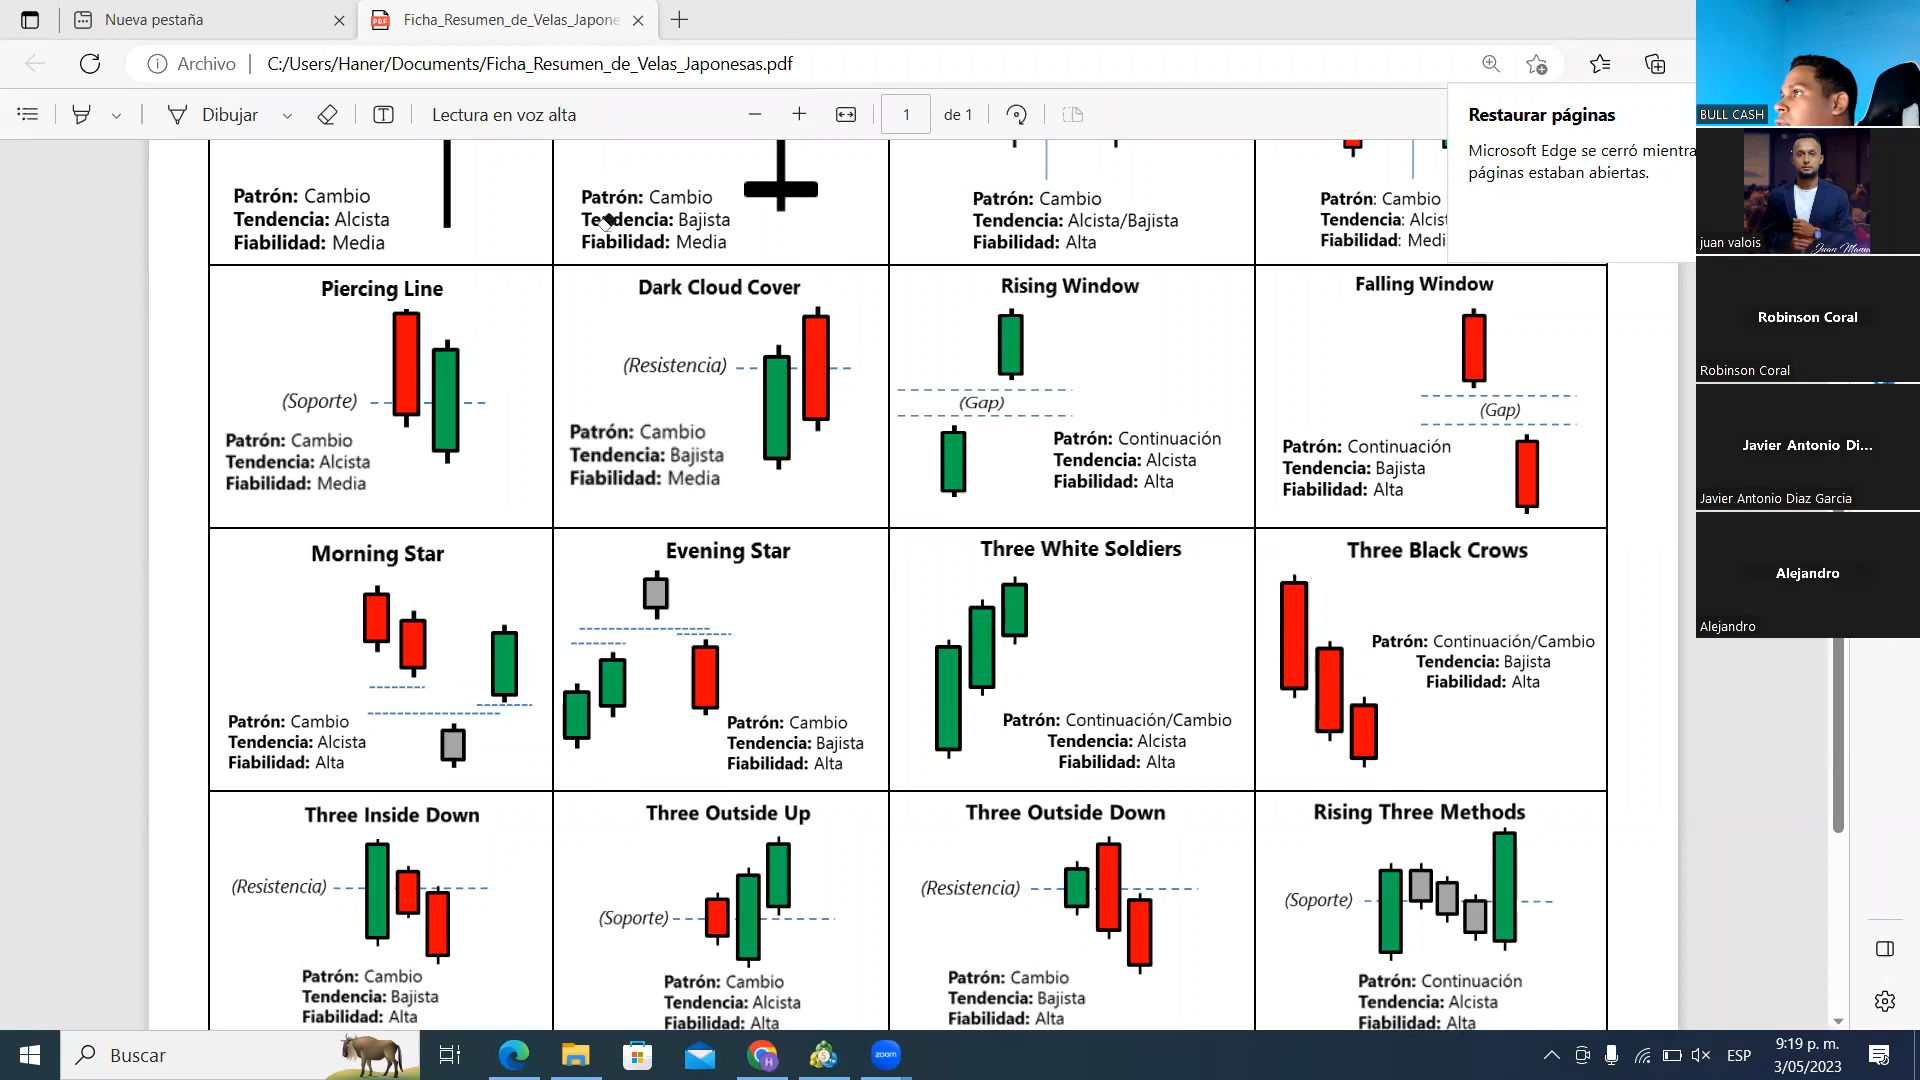 Nueva pestaña
Ficha_Resumen_de_Velas_Japone
Archivo
C:/Users/Haner/Documents/Ficha_Resumen_de_Velas_Japonesas.pdf
Dibujar
Lectura en voz alta
1
de 1
Restaurar páginas
Microsoft Edge se cerró mientra
páginas estaban abiertas.
BULL CASH
Juan Manu
juan valois
Robinson Coral
Robinson Coral
Javier Antonio Di...
Javier Antonio Diaz Garcia
Alejandro
Alejandro
Patrón: Cambio
Tendencia: Alcista
Fiabilidad: Media
Patrón: Cambio
Tendencia: Bajista
Fiabilidad: Media
Patrón: Cambio
Tendencia: Alcista/Bajista
Fiabilidad: Alta
Patrón: Cambio
Tendencia: Alcist
Fiabilidad: Medi
Piercing Line
(Soporte)
Patrón: Cambio
Tendencia: Alcista
Fiabilidad: Media
Dark Cloud Cover
(Resistencia)
Patrón: Cambio
Tendencia: Bajista
Fiabilidad: Media
Rising Window
(Gap)
Patrón: Continuación
Tendencia: Alcista
Fiabilidad: Alta
Falling Window
(Gap)
Patrón: Continuación
Tendencia: Bajista
Fiabilidad: Alta
Morning Star
Patrón: Cambio
Tendencia: Alcista
Fiabilidad: Alta
Evening Star
Patrón: Cambio
Tendencia: Bajista
Fiabilidad: Alta
Three White Soldiers
Patrón: Continuación/Cambio
Tendencia: Alcista
Fiabilidad: Alta
Three Black Crows
Patrón: Continuación/Cambio
Tendencia: Bajista
Fiabilidad: Alta
Three Inside Down
(Resistencia)
Patrón: Cambio
Tendencia: Bajista
Fiabilidad: Alta
Three Outside Up
(Soporte)
Patrón: Cambio
Tendencia: Alcista
Fiabilidad: Alta
Three Outside Down
(Resistencia)
Patrón: Cambio
Tendencia: Bajista
Fiabilidad: Alta
Rising Three Methods
(Soporte)
Patrón: Continuación
Tendencia: Alcista
Fiabilidad: Alta
Buscar
zoom
ESP
9:19 p. m.
3/05/2023